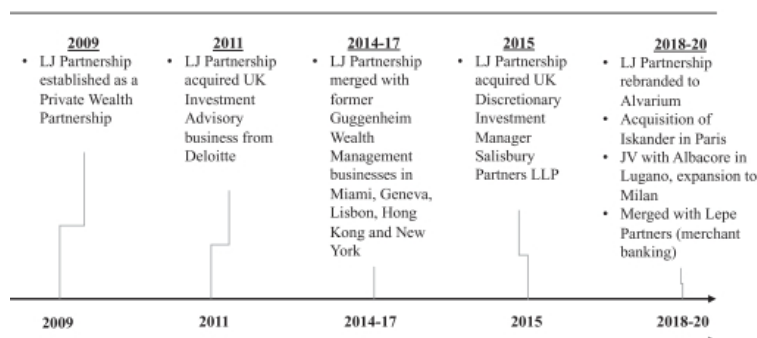 2009
• LJ Partnership
established as a
Private Wealth
Partnership
2011
• LJ Partnership
acquired UK
Investment
Advisory
business from
Deloitte
2014-17
• LJ Partnership
merged with
former
Guggenheim
Wealth
Management
businesses in
Miami, Geneva,
Lisbon, Hong
Kong and New
York
2015
• LJ Partnership
acquired UK
Discretionary
Investment
Manager
Salisbury
Partners LLP
2018-20
• LJ Partnership
rebranded to
Alvarium
• Acquisition of
Iskander in Paris
• JV with Albacore in
Lugano, expansion to
Milan
• Merged with Lepe
Partners (merchant
banking)
2009
2011
2014-17
2015
2018-20